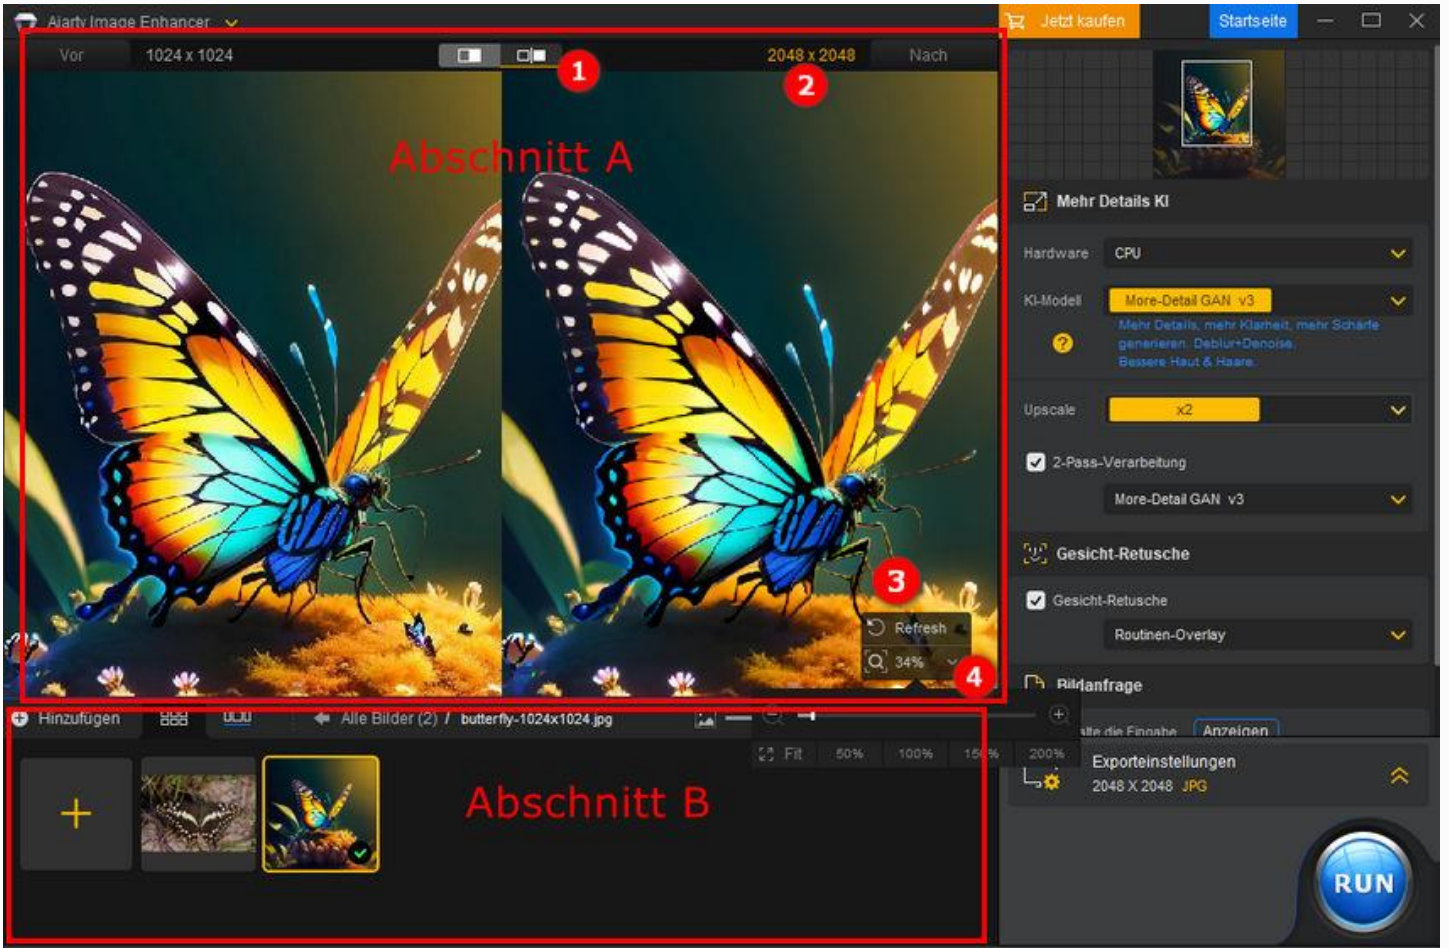 Aiarty Image Enhancer
Jetzt kaufen
Startseite
Vor
1024 x 1024
2048 x 2048
Nach
1
2
Abschnitt A
Mehr Details KI
Hardware
CPU
KI-Modell
More-Detail GAN v3
Mehr Details, mehr Klarheit, mehr Schärfe
generieren. Deblur+Denoise.
Bessere Haut & Haare.
?
Upscale
x2
2-Pass-Verarbeitung
More-Detail GAN v3
Gesicht-Retusche
Gesicht-Retusche
Routinen-Overlay
3
Refresh
34%
4
Bildanfrage
die Eingabe
Anzeigen
Hinzufügen
Alle Bilder (2) / butterfly-1024x1024.jpg
Fit
50%
100%
150%
200%
Abschnitt B
Exporteinstellungen
2048 X 2048 JPG
RUN